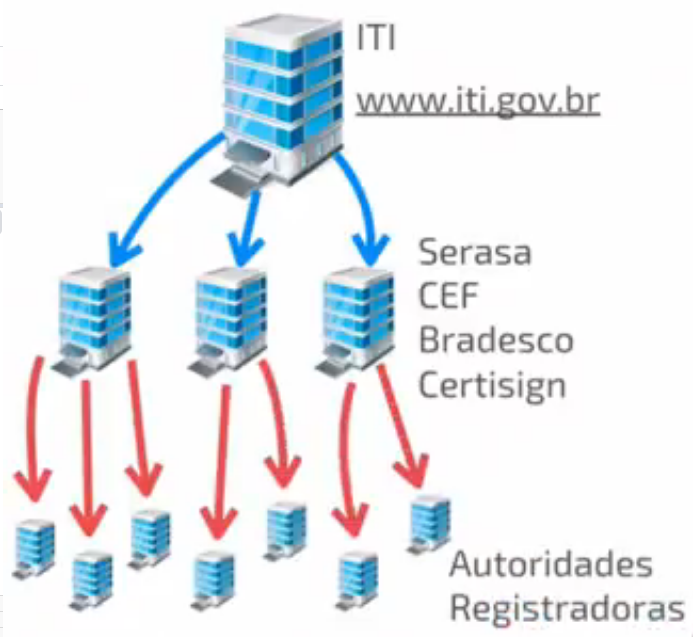 ITI
www.iti.gov.br
Serasa
CEF
Bradesco
Certisign
Autoridades
Registradoras